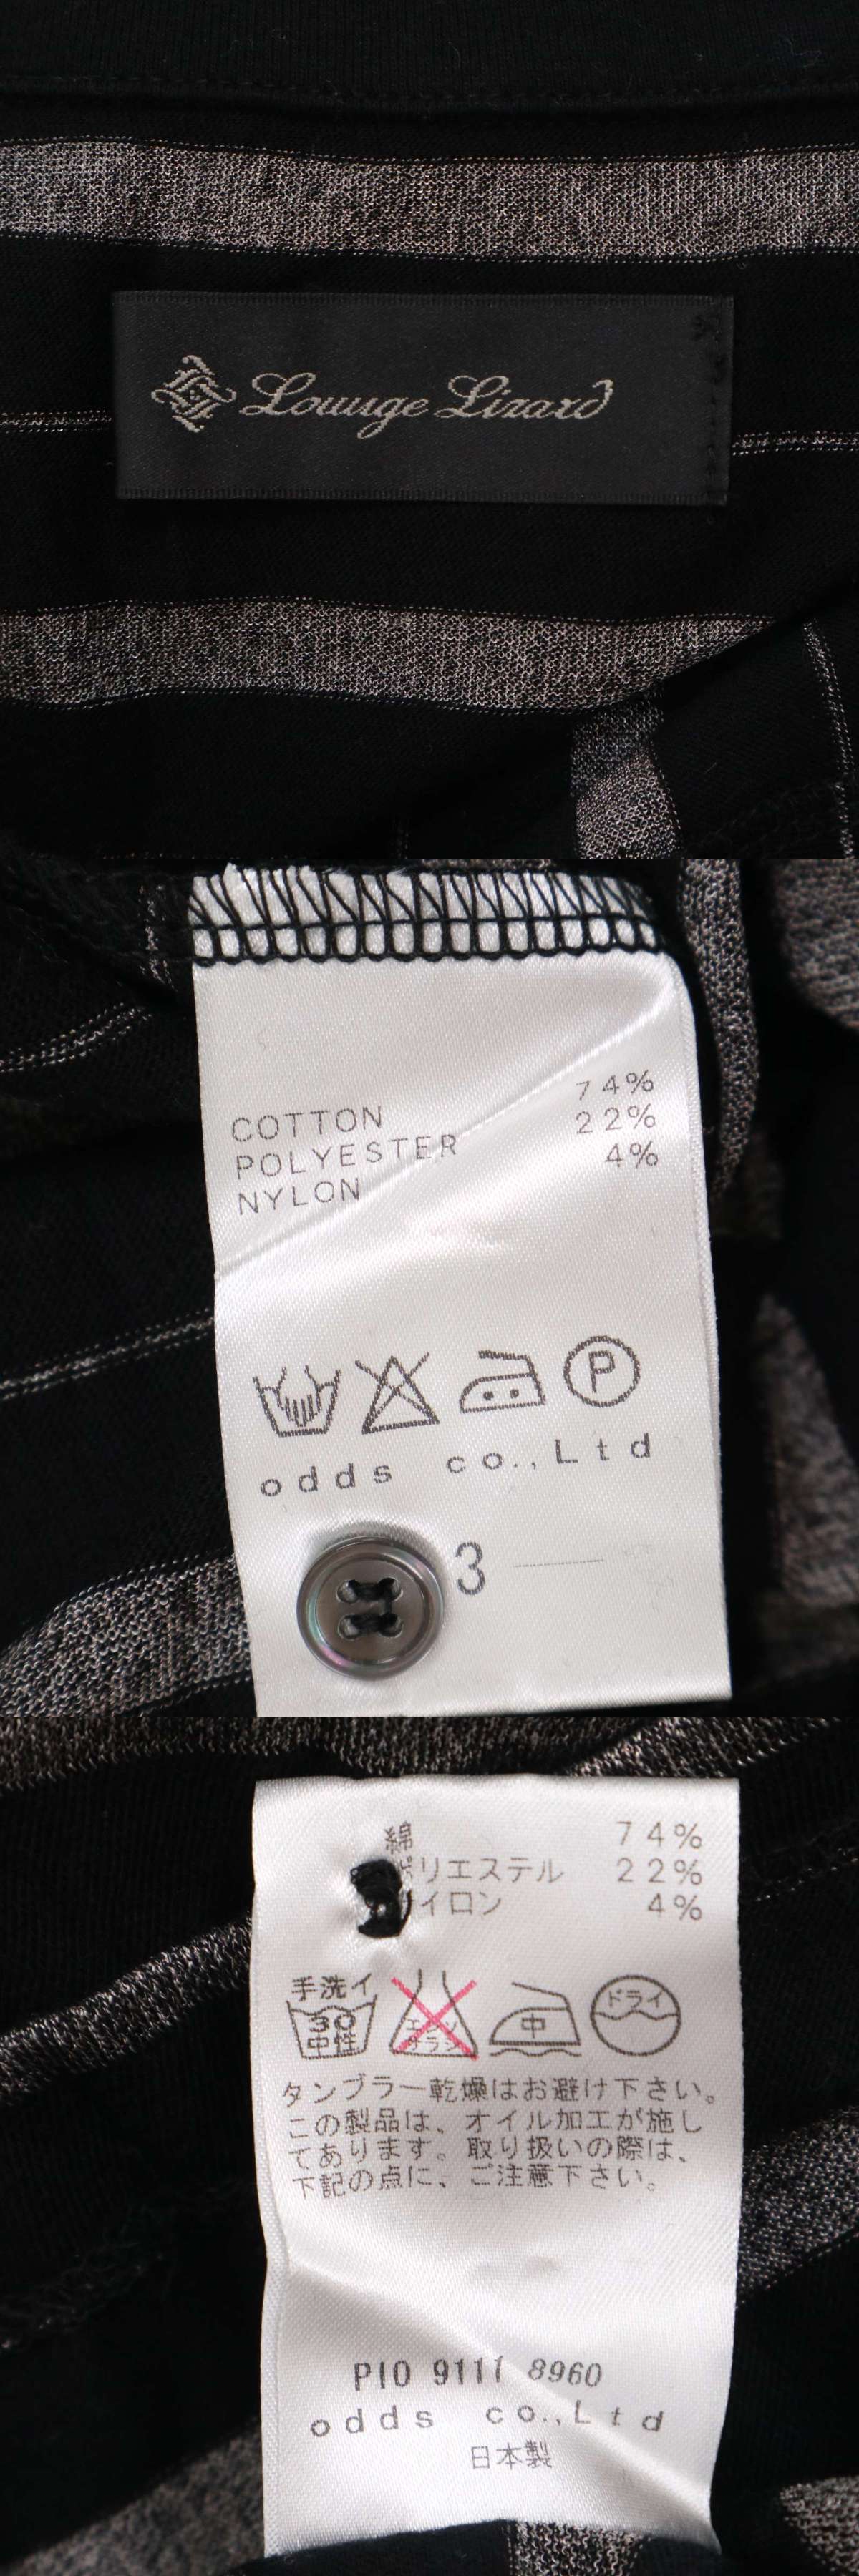 Lounge Lizard
COTTON 74%
POLYESTER 22%
NYLON 4%
P
odds co.,Ltd
3
綿 74%
ポリエステル 22%
イロン 4%
手洗イ
30
中性
エンソ
サラシ
中
ドライ
タンブラー乾燥はお避け下さい。
この製品は、オイル加工が施し
てあります。取り扱いの際は、
下記の点に、ご注意下さい。
PIO 9111 8960
odds co.,Ltd
日本製